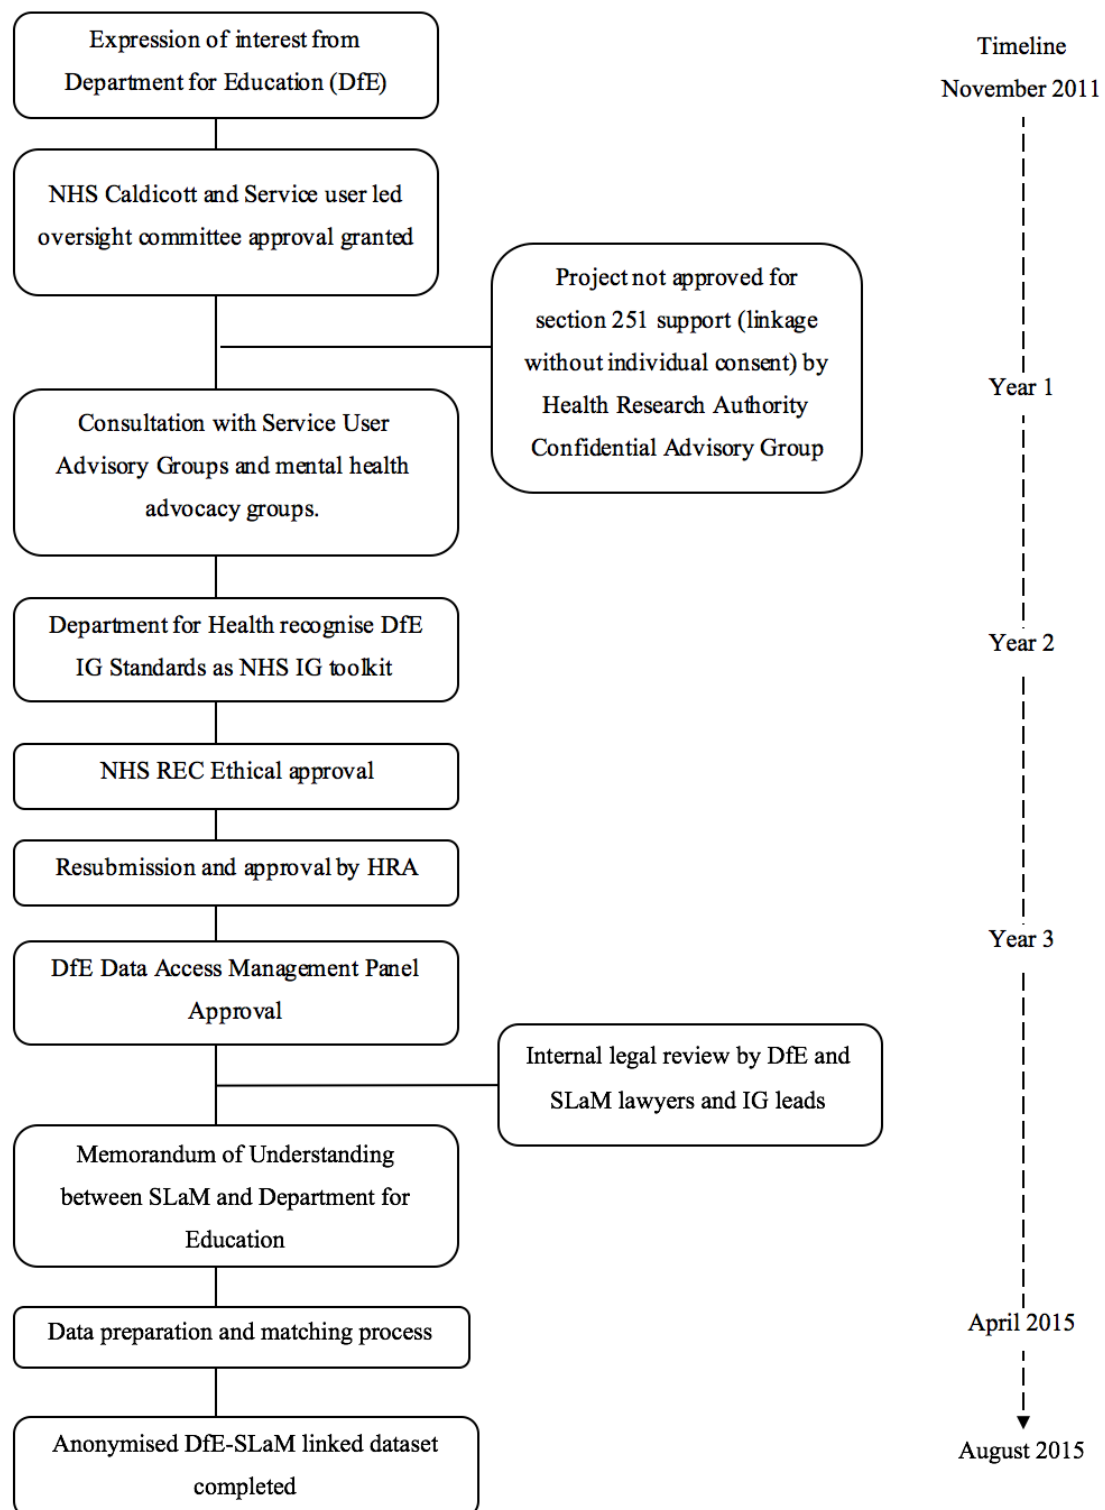 Expression of interest from
Department for Education (DfE)
Timeline
November 2011
NHS Caldicott and Service user led
oversight committee approval granted
Project not approved for
section 251 support (linkage
without individual consent) by
Health Research Authority
Confidential Advisory Group
Year 1
Consultation with Service User
Advisory Groups and mental health
advocacy groups.
Department for Health recognise DfE
IG Standards as NHS IG toolkit
Year 2
NHS REC Ethical approval
Resubmission and approval by HRA
Year 3
DfE Data Access Management Panel
Approval
Internal legal review by DfE and
SLaM lawyers and IG leads
Memorandum of Understanding
between SLaM and Department for
Education
Data preparation and matching process
April 2015
Anonymised DfE-SLaM linked dataset
completed
August 2015